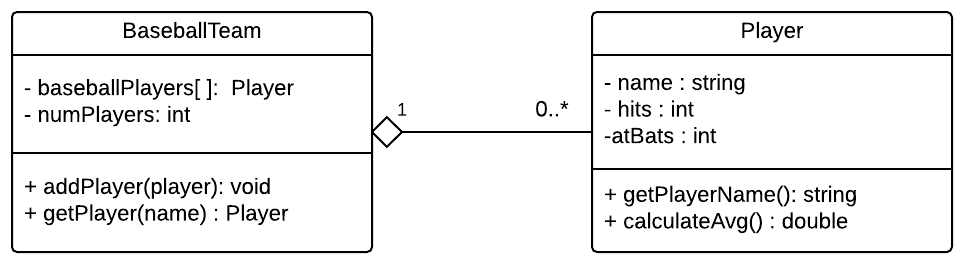 BaseballTeam
- baseballPlayers[ ]:  Player
- numPlayers: int
+ addPlayer(player): void
+ getPlayer(name) : Player
1
0..*
Player
- name : string
- hits : int
-atBats : int
+ getPlayerName(): string
+ calculateAvg() : double